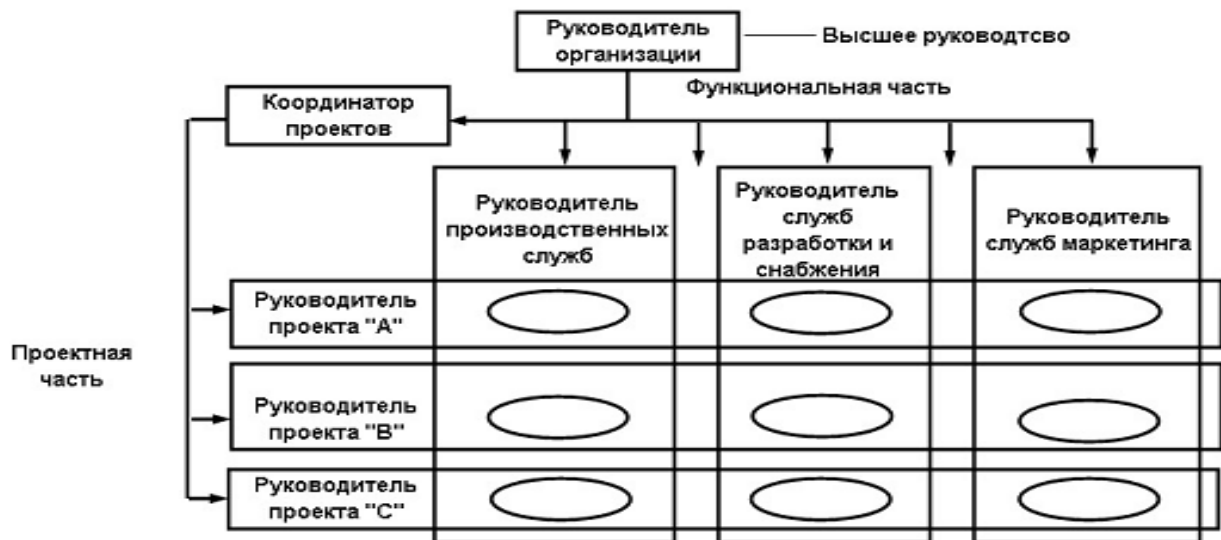 Руководитель
организации
Высшее руководтсво
Функциональная часть
Координатор
проектов
Руководитель
производственных
служб
Руководитель
служб
разработки и
снабжения
Руководитель
служб маркетинга
Руководитель
проекта "А"
Проектная
часть
Руководитель
проекта "В"
Руководитель
проекта "С"